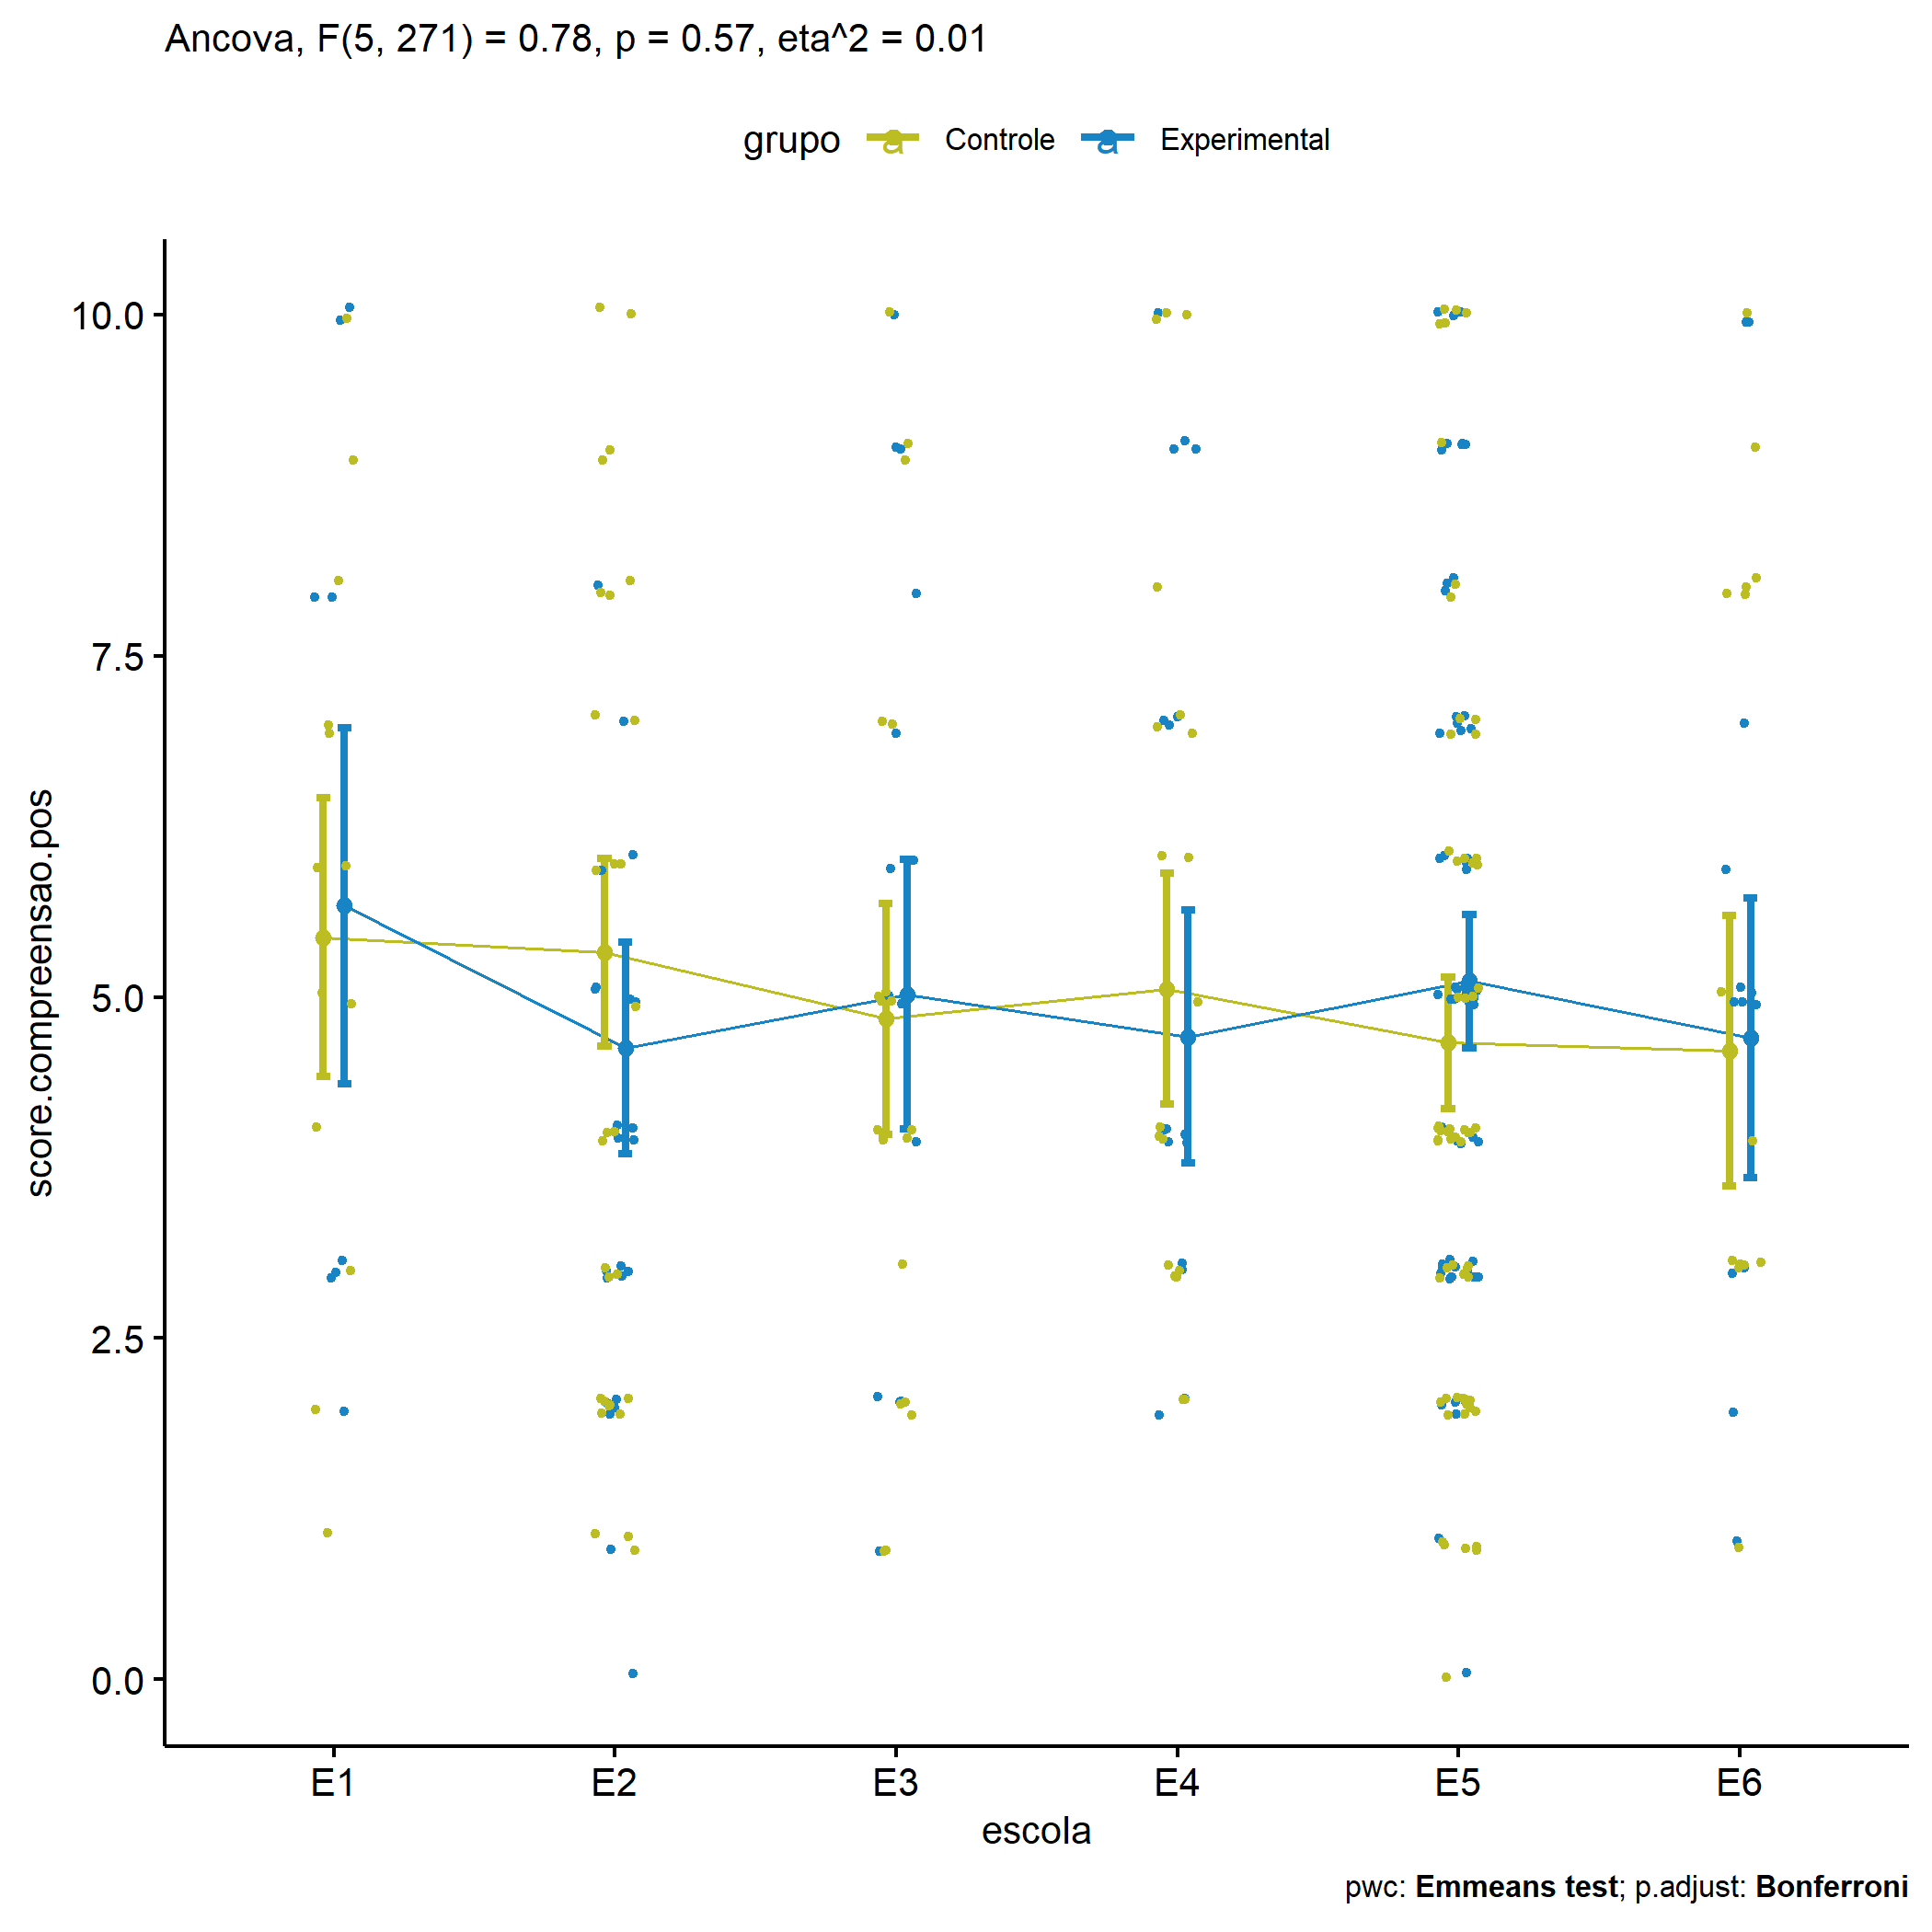 Ancova, F(5, 271) = 0.78, p = 0.57, eta^2 = 0.01
grupo a Controle a Experimental
10.0
7.5
5.0
2.5
0.0
score.compreensao.pos
E1 E2 E3 E4 E5 E6
escola
pwc: Emmeans test; p.adjust: Bonferroni